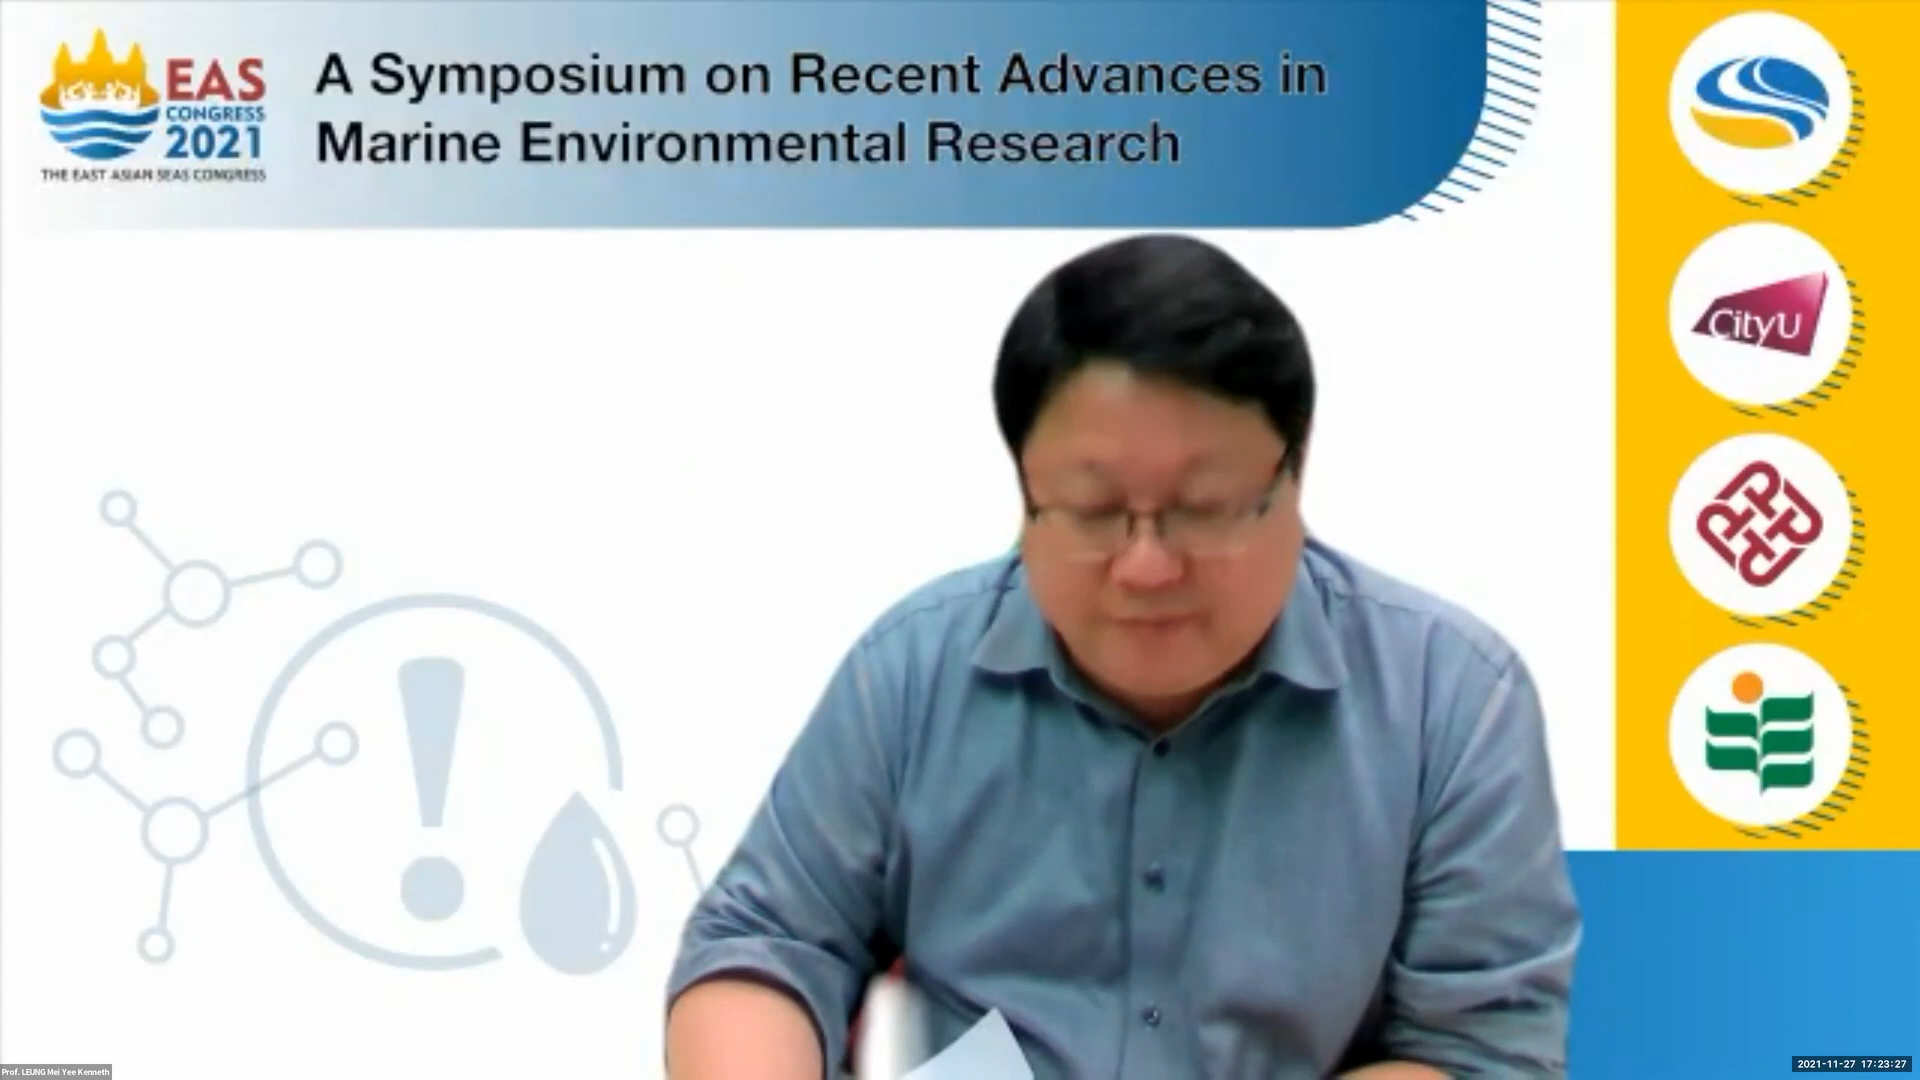 EAS
CONGRESS
2021
THE EAST ASIAN SEAS CONGRESS
A Symposium on Recent Advances in
Marine Environmental Research
CityU
Prof. LEUNG Mei Yee Kenneth
2021-11-27 17:23:27